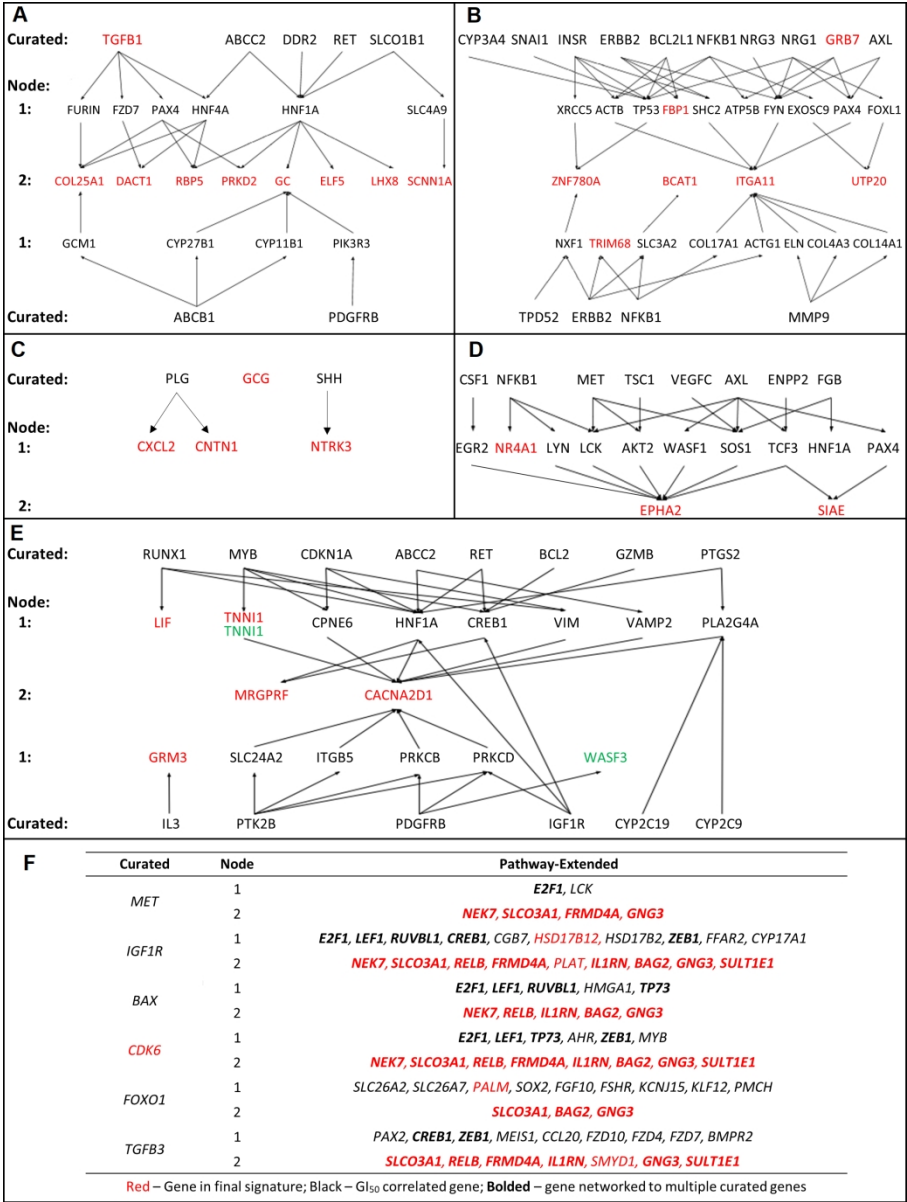 A
Curated: TGFB1 ABCC2 DDR2 RET SLCO1B1
Node:
1: FURIN FZD7 PAX4 HNF4A HNF1A SLC4A9
2: COL25A1 DACT1 RBP5 PRKD2 GC ELF5 LHX8 SCNN1A
1: GCM1 CYP27B1 CYP11B1 PIK3R3
Curated: ABCB1 PDGFRB
B
CYP3A4 SNAI1 INSR ERBB2 BCL2L1 NFKB1 NRG3 NRG1 GRB7 AXL
XRCC5 ACTB TP53 FBP1 SHC2 ATP5B FYN EXOSC9 PAX4 FOXL1
ZNF780A BCAT1 ITGA11 UTP20
NXF1 TRIM68 SLC3A2 COL17A1 ACTG1 ELN COL4A3 COL14A1
TPD52 ERBB2 NFKB1 MMP9
C
Curated: PLG GCG SHH
Node:
1: CXCL2 CNTN1 NTRK3
2:
D
CSF1 NFKB1 MET TSC1 VEGFC AXL ENPP2 FGB
EGR2 NR4A1 LYN LCK AKT2 WASF1 SOS1 TCF3 HNF1A PAX4
EPHA2 SIAE
E
Curated: RUNX1 MYB CDKN1A ABCC2 RET BCL2 GZMB PTGS2
Node:
1: LIF TNNI1 CPNE6 HNF1A CREB1 VIM VAMP2 PLA2G4A
TNNI1
2: MRGPRF CACNA2D1
1: GRM3 SLC24A2 ITGB5 PRKCB PRKCD WASF3
Curated: IL3 PTK2B PDGFRB IGF1R CYP2C19 CYP2C9
F
Curated Node Pathway-Extended
MET 1 E2F1, LCK
2 NEK7, SLCO3A1, FRMD4A, GNG3
IGF1R 1 E2F1, LEF1, RUVBL1, CREB1, CGB7, HSD17B12, HSD17B2, ZEB1, FFAR2, CYP17A1
2 NEK7, SLCO3A1, RELB, FRMD4A, PLAT, IL1RN, BAG2, GNG3, SULT1E1
BAX 1 E2F1, LEF1, RUVBL1, HMGA1, TP73
2 NEK7, RELB, IL1RN, BAG2, GNG3
CDK6 1 E2F1, LEF1, TP73, AHR, ZEB1, MYB
2 NEK7, SLCO3A1, RELB, FRMD4A, IL1RN, BAG2, GNG3, SULT1E1
FOXO1 1 SLC26A2, SLC26A7, PALM, SOX2, FGF10, FSHR, KCNJ15, KLF12, PMCH
2 SLCO3A1, BAG2, GNG3
TGFB3 1 PAX2, CREB1, ZEB1, MEIS1, CCL20, FZD10, FZD4, FZD7, BMPR2
2 SLCO3A1, RELB, FRMD4A, IL1RN, SMYD1, GNG3, SULT1E1
Red – Gene in final signature; Black – GI50 correlated gene; Bolded – gene networked to multiple curated genes